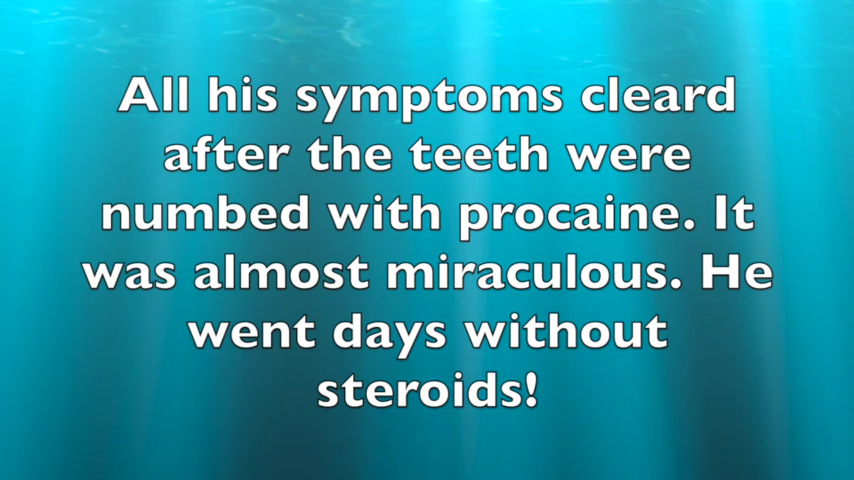 All his symptoms cleard
after the teeth were
numbed with procaine. It
was almost miraculous. He
went days without
steroids!